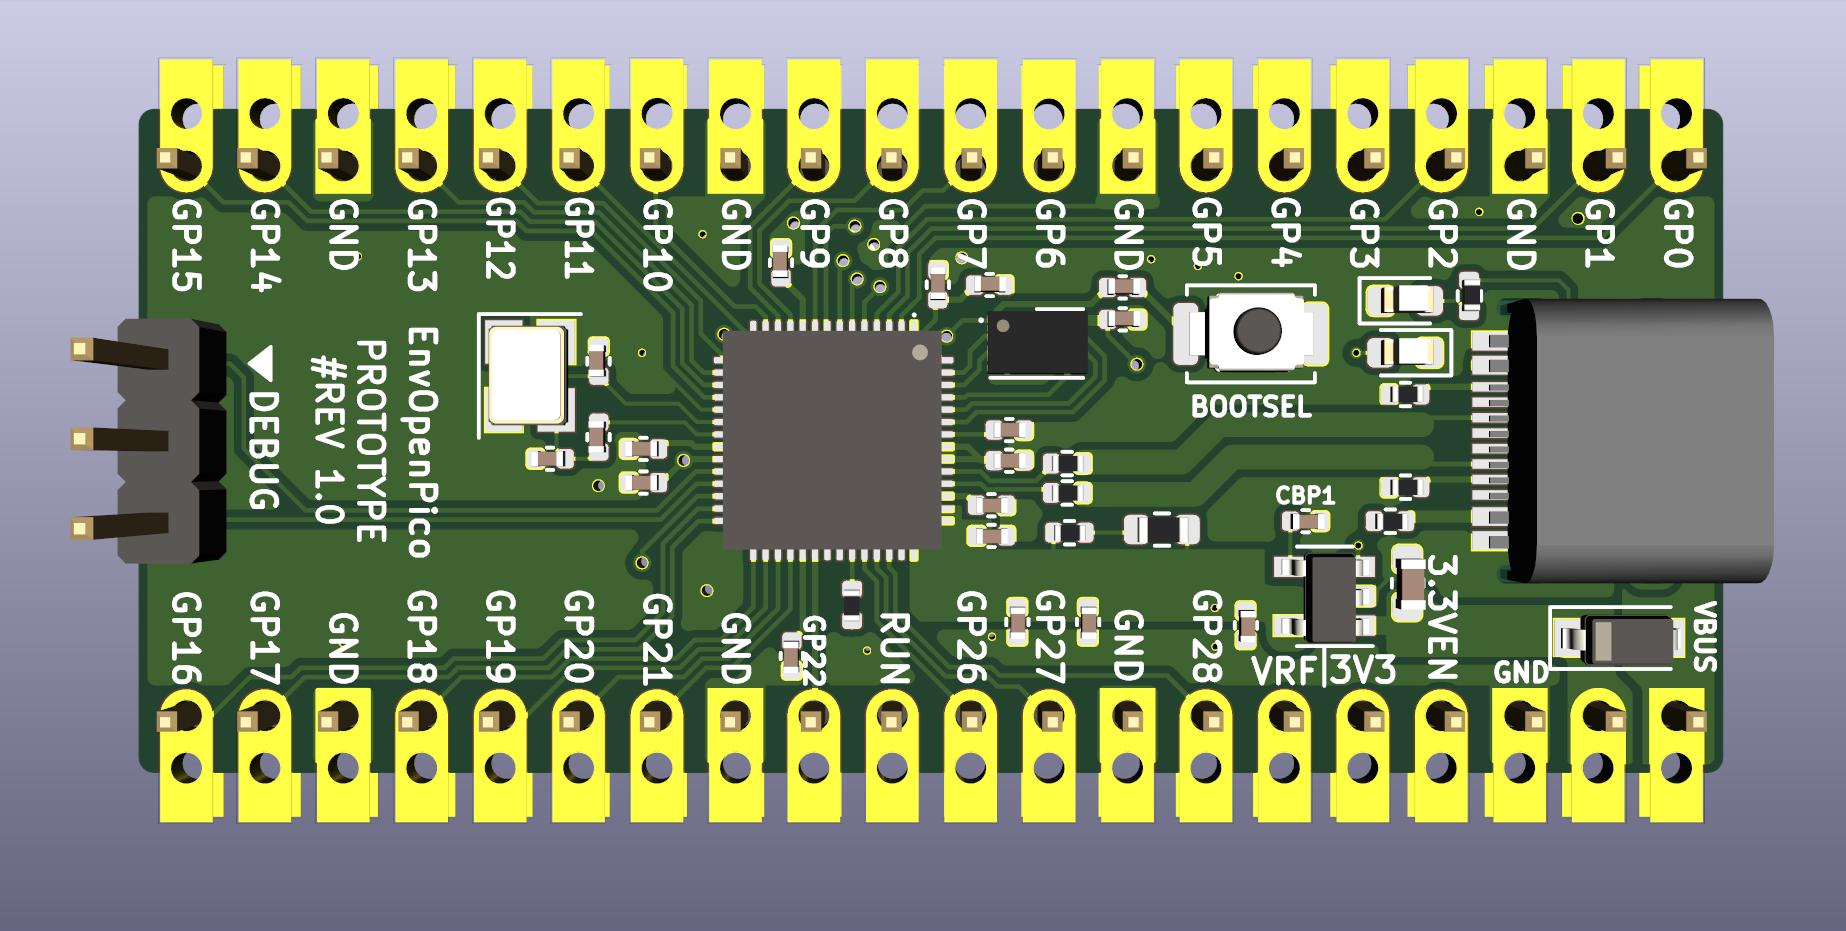 GP15
GP14
GND
GP13
GP12
GP11
GP10
GND
GP9
GP8
GP7
GP6
GND
GP5
GP4
GP3
GP2
GND
GP1
GP0
DEBUG
EnvOpenPico
PROTOTYPE
#REV 1.0
BOOTSEL
CBP1
GP16
GP17
GND
GP18
GP19
GP20
GP21
GND
GP22
RUN
GP26
GP27
GND
GP28
VRF|3V3
3.3VEN
GND
VBUS